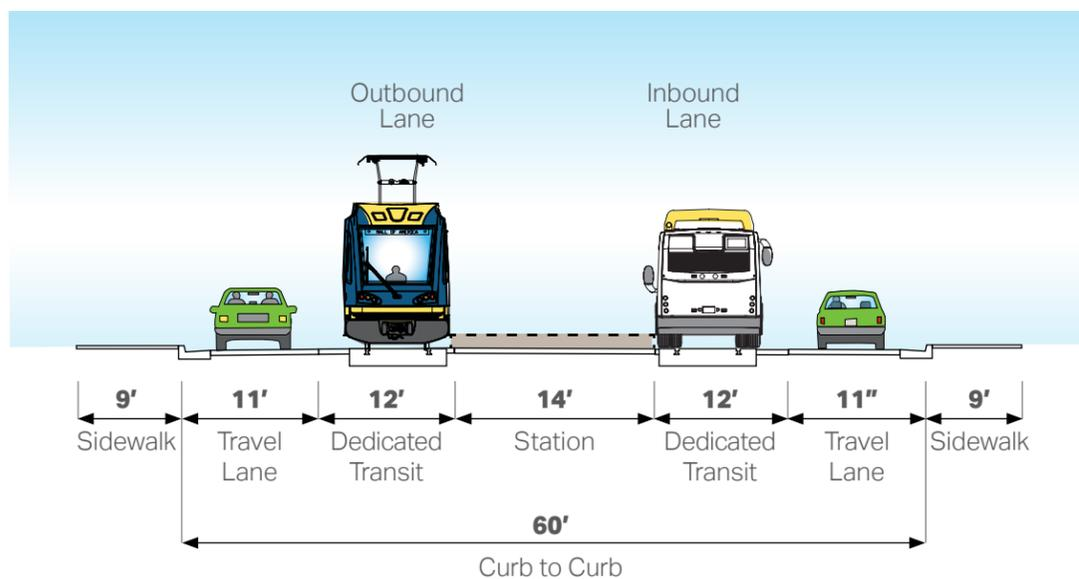 Outbound
Lane
Inbound
Lane
9′
11′
12′
14′
12′
11″
9′
Sidewalk
Travel
Lane
Dedicated
Transit
Station
Dedicated
Transit
Travel
Lane
Sidewalk
60′
Curb to Curb